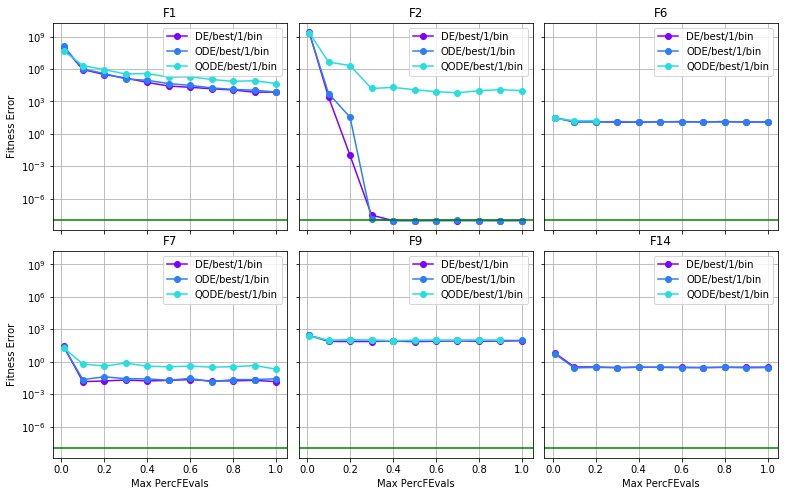 F1
F2
F6
DE/best/1/bin
ODE/best/1/bin
QODE/best/1/bin
DE/best/1/bin
ODE/best/1/bin
QODE/best/1/bin
DE/best/1/bin
ODE/best/1/bin
QODE/best/1/bin
Fitness Error
10^9
10^6
10^3
10^0
10^−3
10^−6
F7
F9
F14
DE/best/1/bin
ODE/best/1/bin
QODE/best/1/bin
DE/best/1/bin
ODE/best/1/bin
QODE/best/1/bin
DE/best/1/bin
ODE/best/1/bin
QODE/best/1/bin
Fitness Error
10^9
10^6
10^3
10^0
10^−3
10^−6
0.0 0.2 0.4 0.6 0.8 1.0
0.0 0.2 0.4 0.6 0.8 1.0
0.0 0.2 0.4 0.6 0.8 1.0
Max PercFEvals
Max PercFEvals
Max PercFEvals